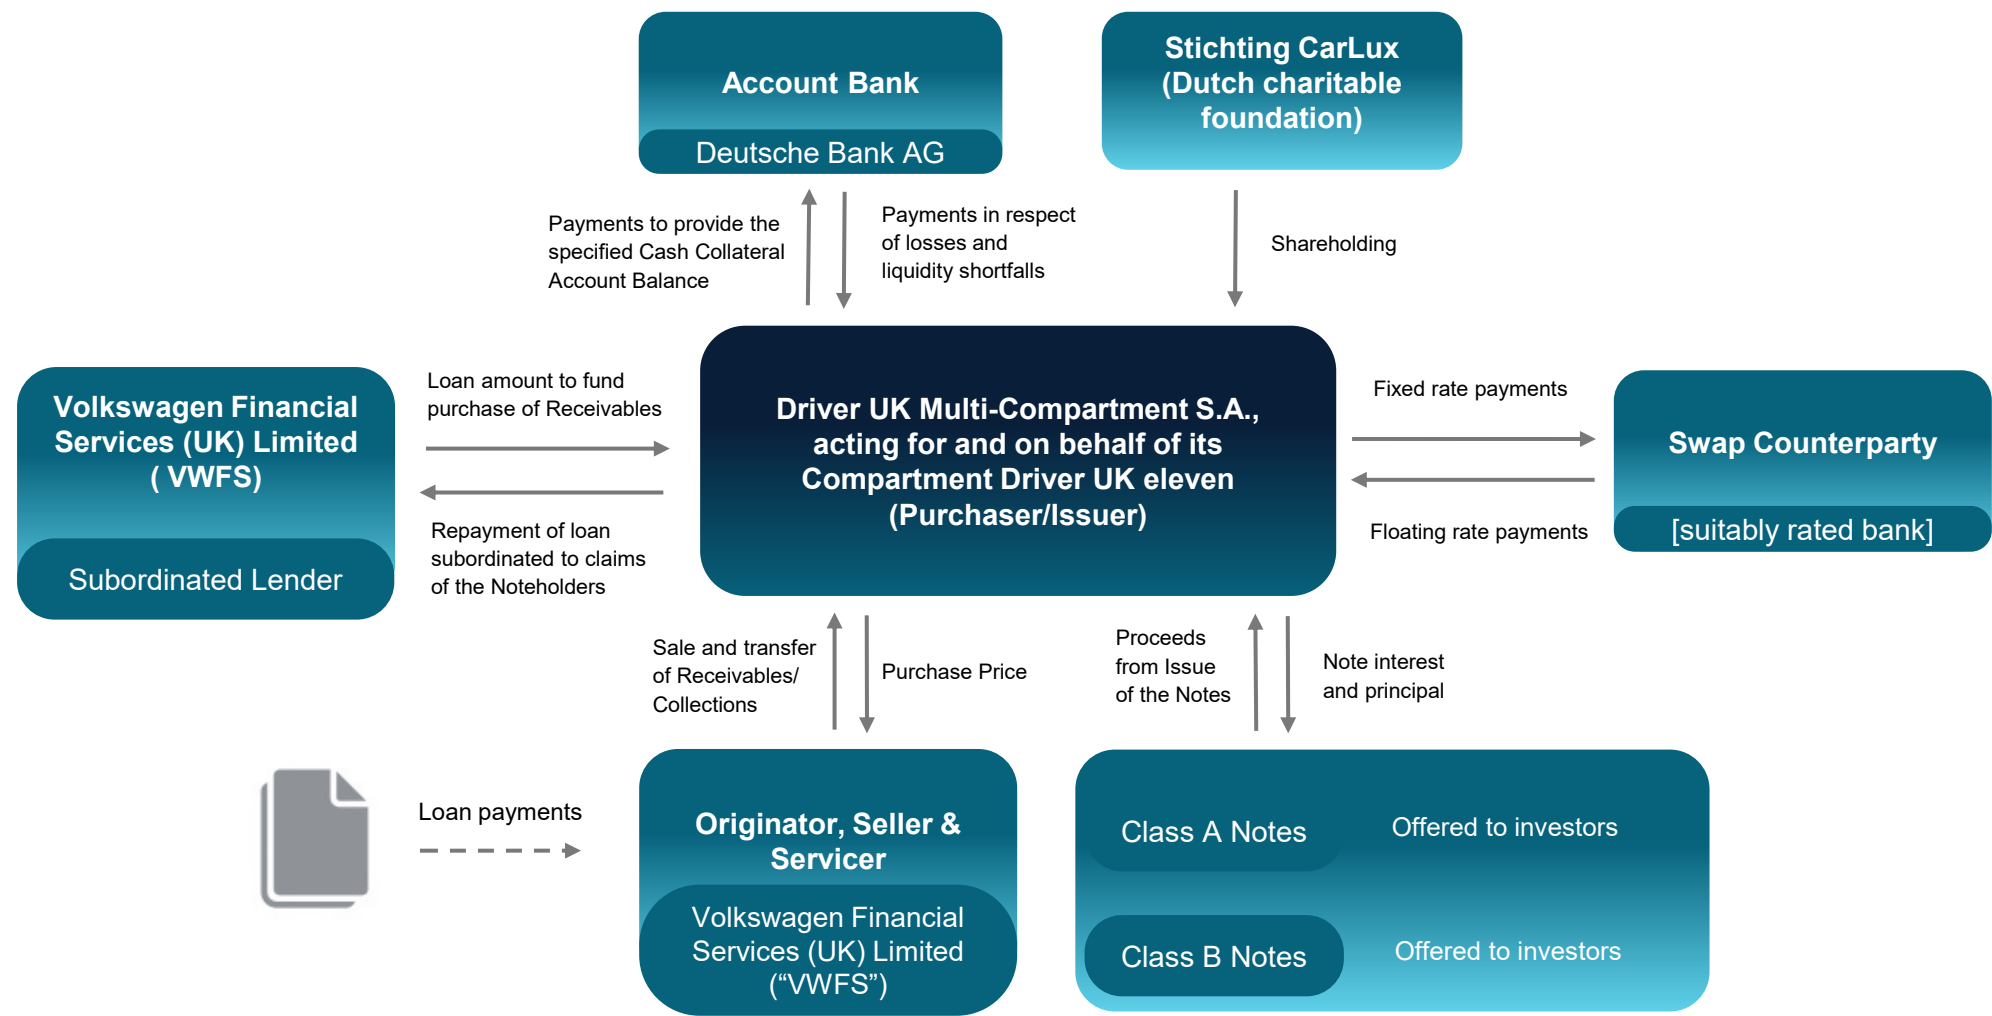 Account Bank
Deutsche Bank AG
Stichting CarLux
(Dutch charitable
foundation)
Payments to provide the
specified Cash Collateral
Account Balance
Payments in respect
of losses and
liquidity shortfalls
Shareholding
Volkswagen Financial
Services (UK) Limited
( VWFS)
Subordinated Lender
Loan amount to fund
purchase of Receivables
Repayment of loan
subordinated to claims
of the Noteholders
Driver UK Multi-Compartment S.A.,
acting for and on behalf of its
Compartment Driver UK eleven
(Purchaser/Issuer)
Fixed rate payments
Floating rate payments
Swap Counterparty
[suitably rated bank]
Sale and transfer
of Receivables/
Collections
Purchase Price
Proceeds
from Issue
of the Notes
Note interest
and principal
Loan payments
Originator, Seller &
Servicer
Volkswagen Financial
Services (UK) Limited
(“VWFS”)
Class A Notes
Offered to investors
Class B Notes
Offered to investors